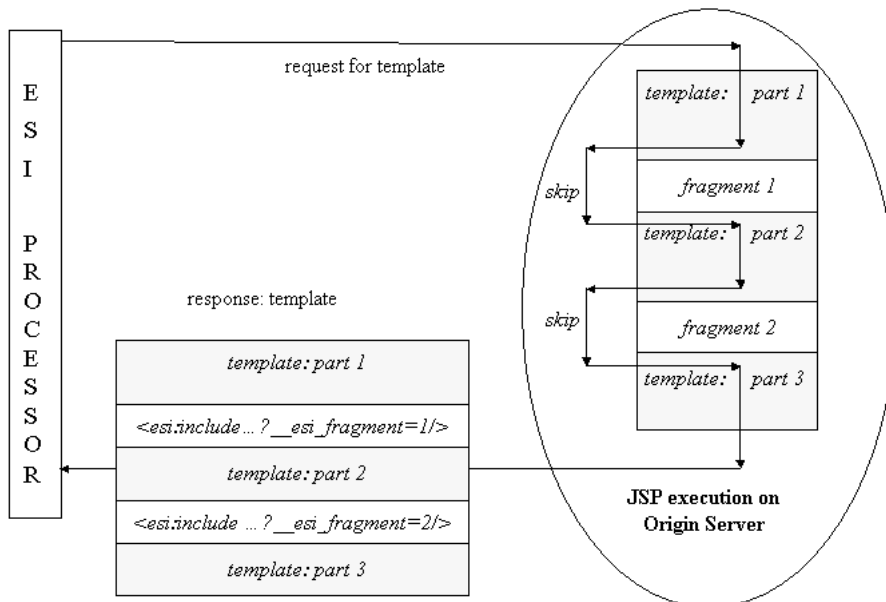 ESI PROCESSOR
request for template
template: part 1
skip
fragment 1
template: part 2
skip
fragment 2
template: part 3
JSP execution on
Origin Server
response: template
template: part 1
<esi:include ... ?__esi_fragment=1/>
template: part 2
<esi:include ... ?__esi_fragment=2/>
template: part 3